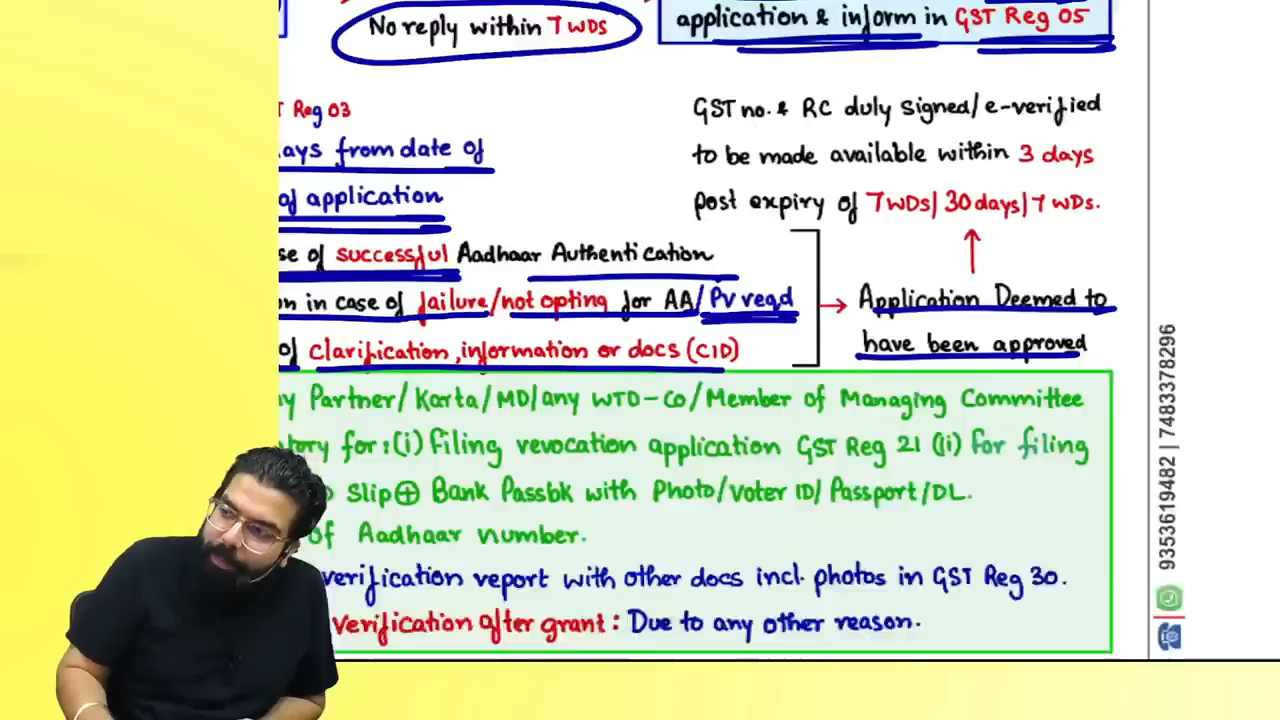 No reply within 7 WDs
application & inform in GST Reg 05
Reg 03
ays from date of
of application
se of successful Aadhaar Authentication
on in case of failure/not opting for AA/PV reqd
of Clarification, information or docs (CID)
GST no. & RC duly signed/e-verified
to be made available within 3 days
post expiry of 7 WDs/ 30 days/ 7 WDs.
Application Deemed to
have been approved
ny Partner/ Karta/ MD/ any WTD-Co/ Member of Managing Committee
tory for: (i) Filing revocation application GST Reg 21 (ii) for filing
slip ⊕ Bank Passbk with Photo/ Voter ID/ Passport/ DL.
of Aadhaar number.
verification report with other docs incl. photos in GST Reg 30.
verification after grant: Due to any other reason.
9353619482 | 7483378296